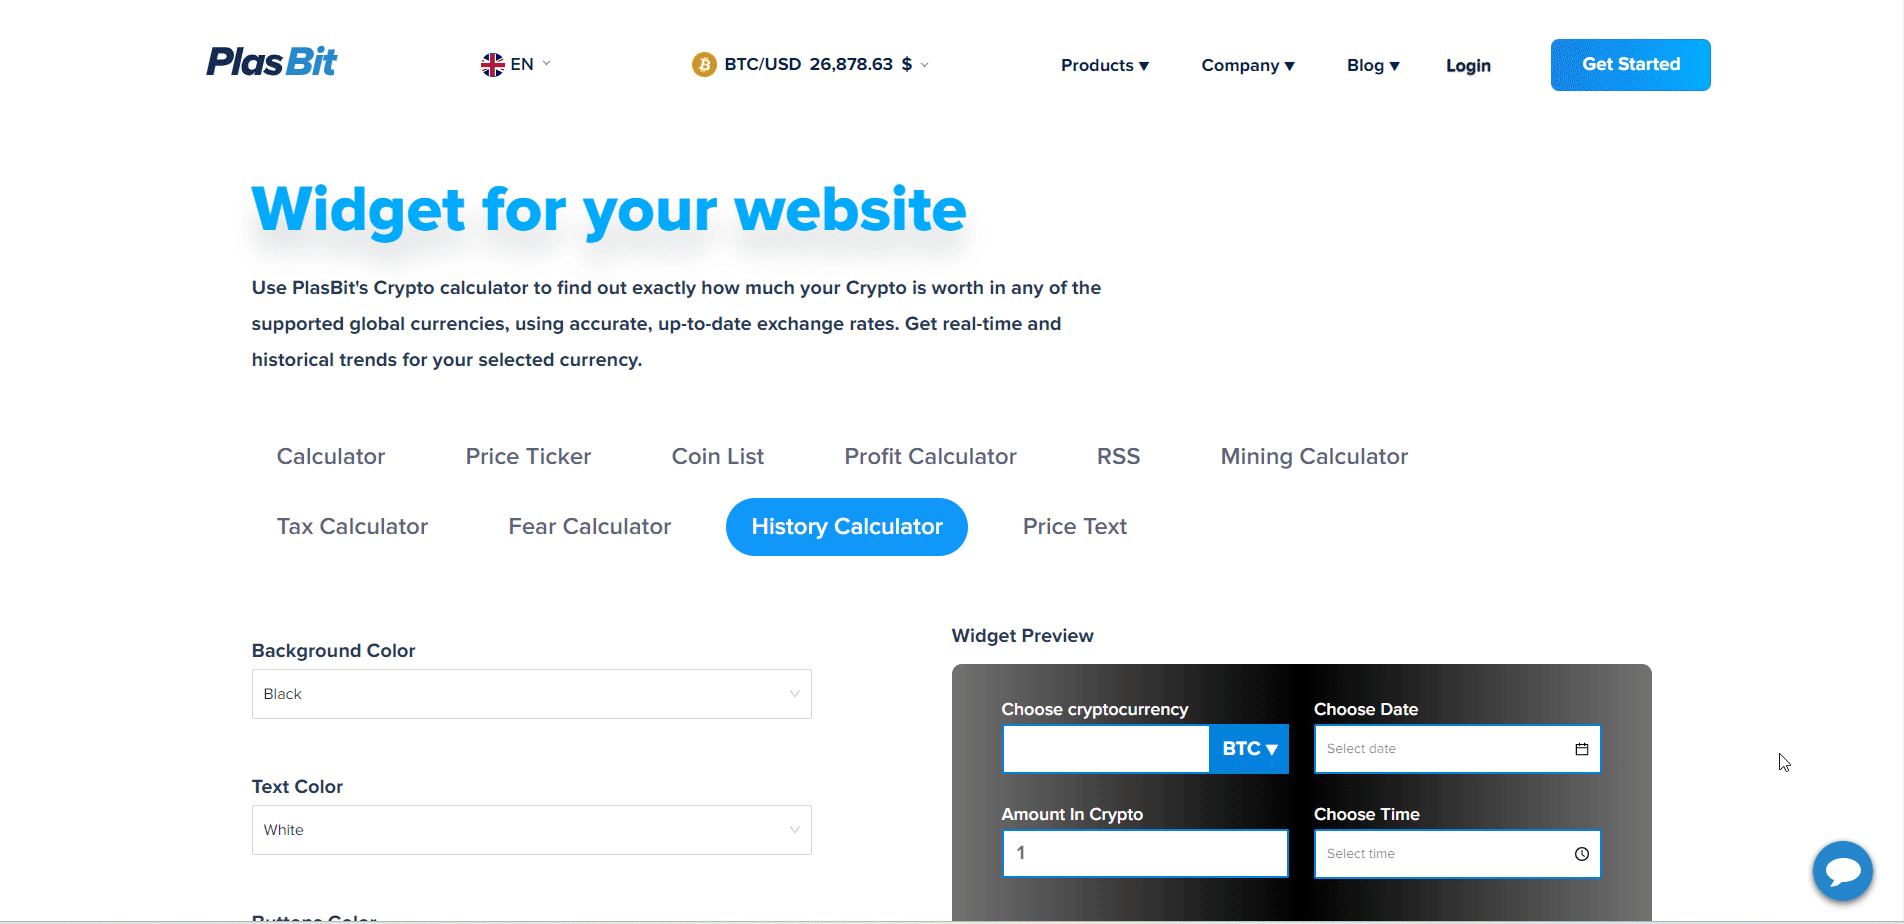 PlasBit
EN
BTC/USD 26,878.63 $
Products ▼
Company ▼
Blog ▼
Login
Get Started
Widget for your website
Use PlasBit's Crypto calculator to find out exactly how much your Crypto is worth in any of the
supported global currencies, using accurate, up-to-date exchange rates. Get real-time and
historical trends for your selected currency.
Calculator
Price Ticker
Coin List
Profit Calculator
RSS
Mining Calculator
Tax Calculator
Fear Calculator
History Calculator
Price Text
Background Color
Black
Text Color
White
Buttons Color
Widget Preview
Choose cryptocurrency
BTC ▼
Choose Date
Select date
Amount In Crypto
1
Choose Time
Select time